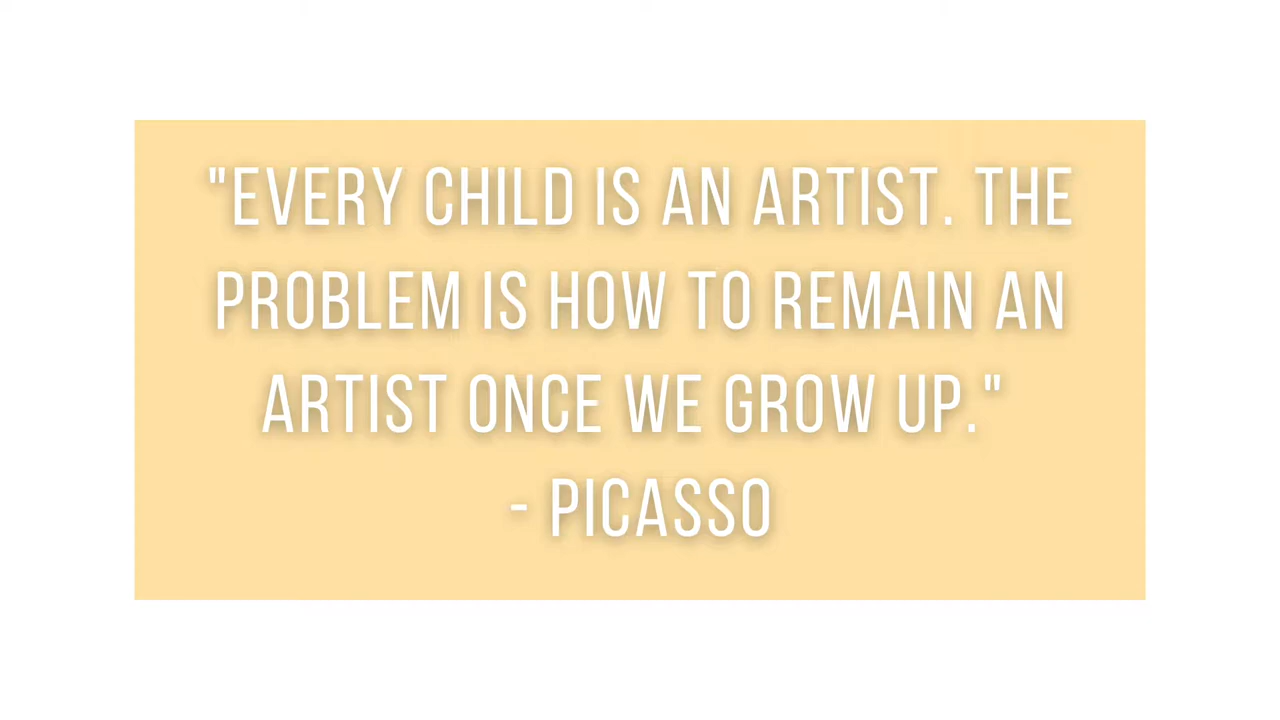 "EVERY CHILD IS AN ARTIST. THE
PROBLEM IS HOW TO REMAIN AN
ARTIST ONCE WE GROW UP."
- PICASSO